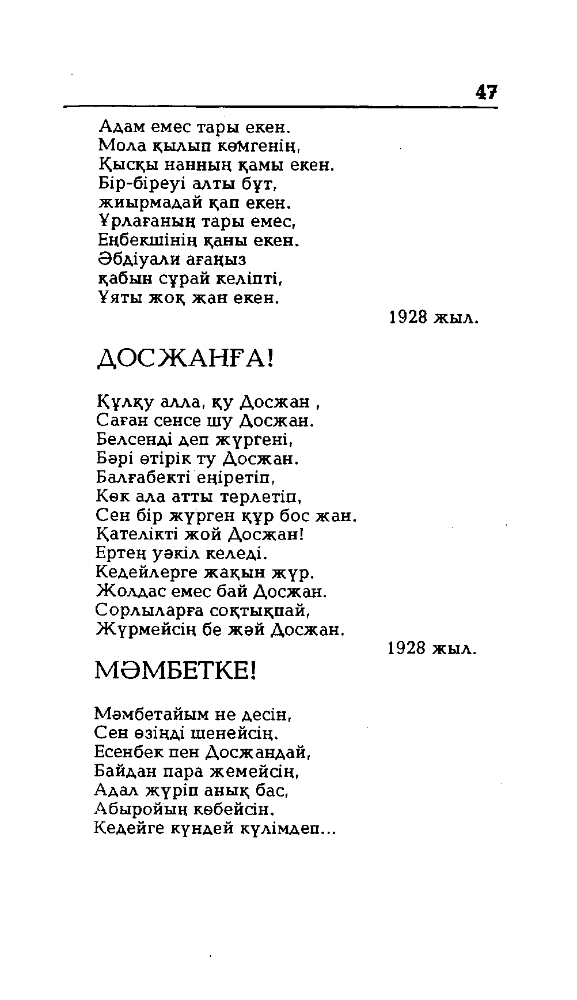 47
Адам емес тары екен.
Мола қылып көмгенің,
Қысқы нанның қамы екен.
Бір-біреуі алты бұт,
жиырмадай қап екен.
Ұрлағаның тары емес,
Еңбекшінің қаны екен.
Әбдіуали ағаңыз
қабын сұрай келіпті,
Ұяты жоқ жан екен.
1928 жыл.
ДОСЖАНҒА!
Құлқу алла, қу Досжан ,
Саған сенсе шу Досжан.
Белсенді деп жүргені,
Бәрі өтірік ту Досжан.
Балғабекті еңіретіп,
Көк ала атты терлетіп,
Сен бір жүрген құр бос жан.
Қателікті жой Досжан!
Ертең уәкіл келеді.
Кедейлерге жақын жүр.
Жолдас емес бай Досжан.
Сорлыларға соқтықпай,
Жүрмейсің бе жәй Досжан.
1928 жыл.
МӘМБЕТКЕ!
Мәмбетайым не десін,
Сен өзіңді шенейсің.
Есенбек пен Досжандай,
Байдан пара жемейсің,
Адал жүріп анық бас,
Абыройың көбейсін.
Кедейге күндей күлімдеп...